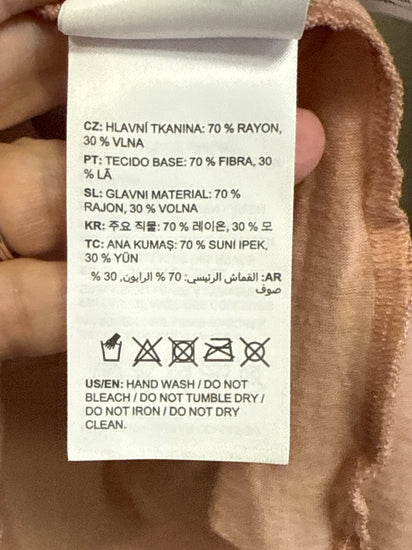 CZ: HLAVNÍ TKANINA: 70 % RAYON,
30 % VLNA
PT: TECIDO BASE: 70 % FIBRA, 30
% LÃ
SL: GLAVNI MATERIAL: 70 %
RAJON, 30 % VOLNA
KR: 주요 직물: 70 % 레이온, 30 % 모
TC: ANA KUMAŞ: 70 % SUNI IPEK,
30 % YÜN
AR: القماش الرئيسي: 70 % الرايون, 30 %
صوف
US/EN: HAND WASH / DO NOT
BLEACH / DO NOT TUMBLE DRY /
DO NOT IRON / DO NOT DRY
CLEAN.